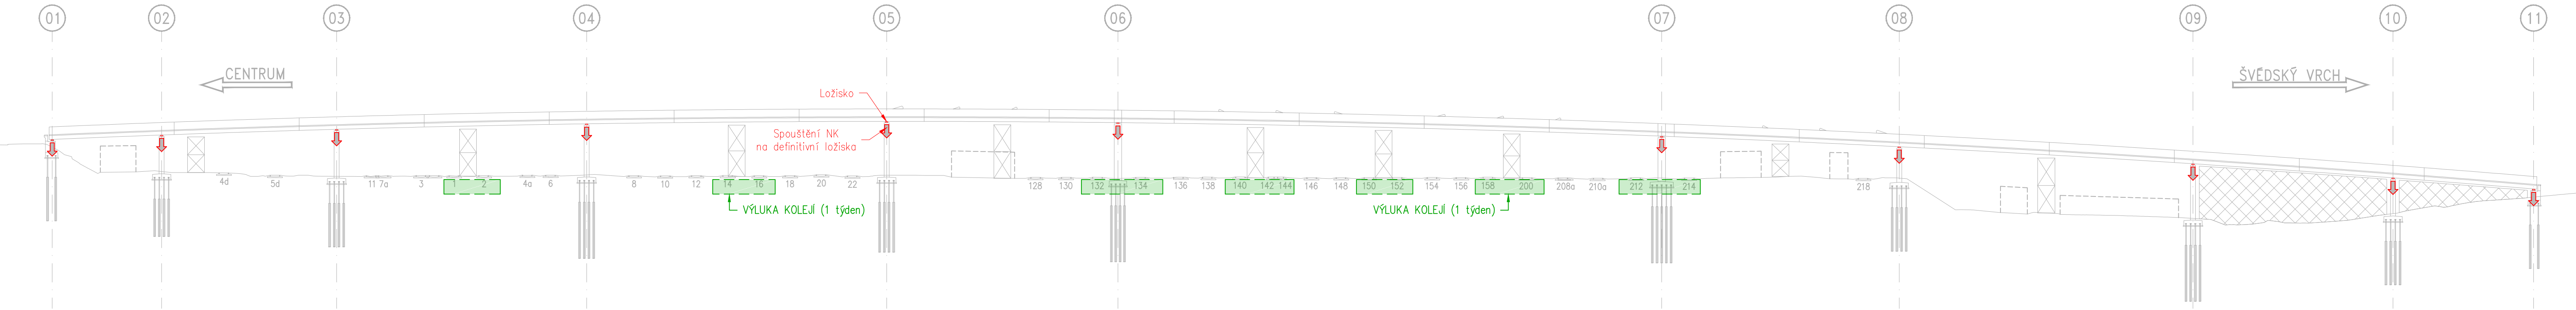 01 02 03 04 05 06 07 08 09 10 11
CENTRUM
ŠVÉDSKÝ VRCH
Ložisko
Spouštění NK
na definitivní ložiska
4d 5d 11 7a 3 1 2 4a 6 8 10 12 14 16 18 20 22 128 130 132 134 136 138 140 142 144 146 148 150 152 154 156 158 200 208a 210a 212 214 218
VÝLUKA KOLEJÍ (1 týden)
VÝLUKA KOLEJÍ (1 týden)